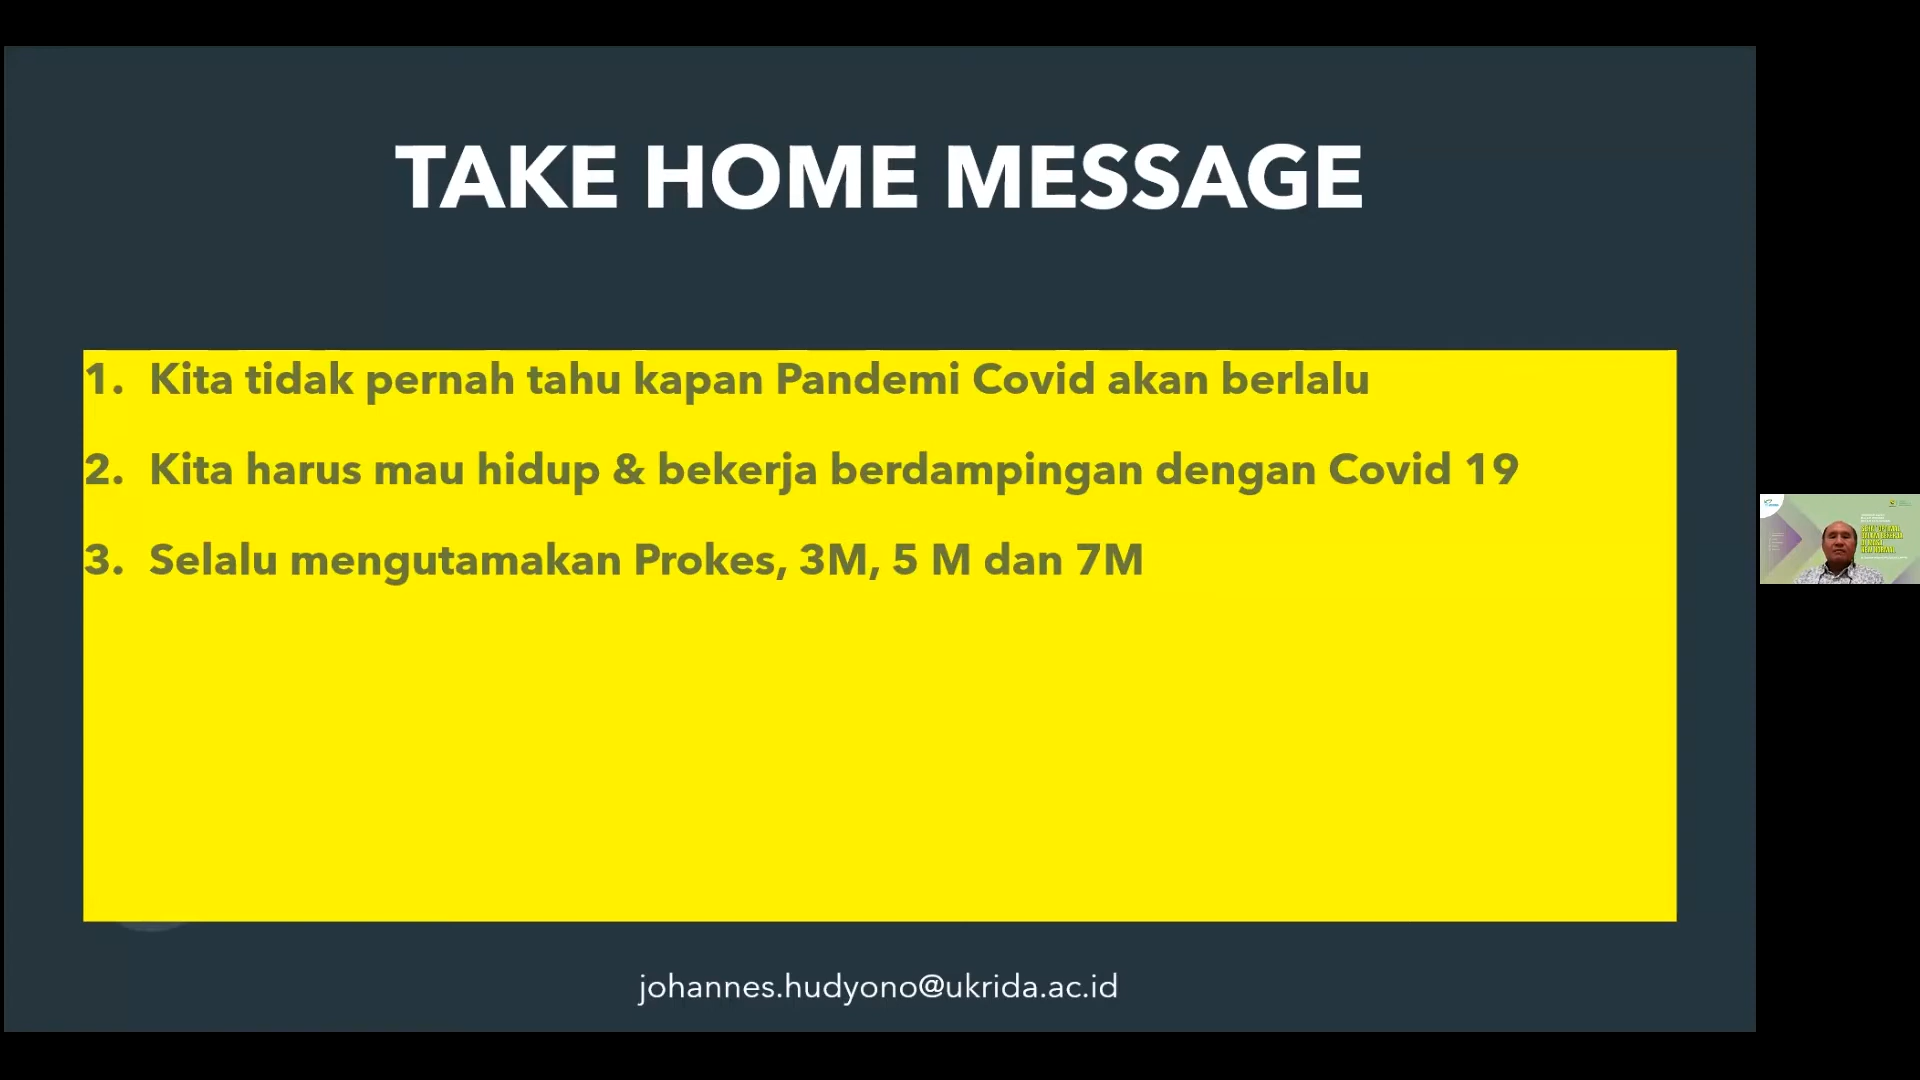 TAKE HOME MESSAGE
1. Kita tidak pernah tahu kapan Pandemi Covid akan berlalu
2. Kita harus mau hidup & bekerja berdampingan dengan Covid 19
3. Selalu mengutamakan Prokes, 3M, 5 M dan 7M
johannes.hudyono@ukrida.ac.id